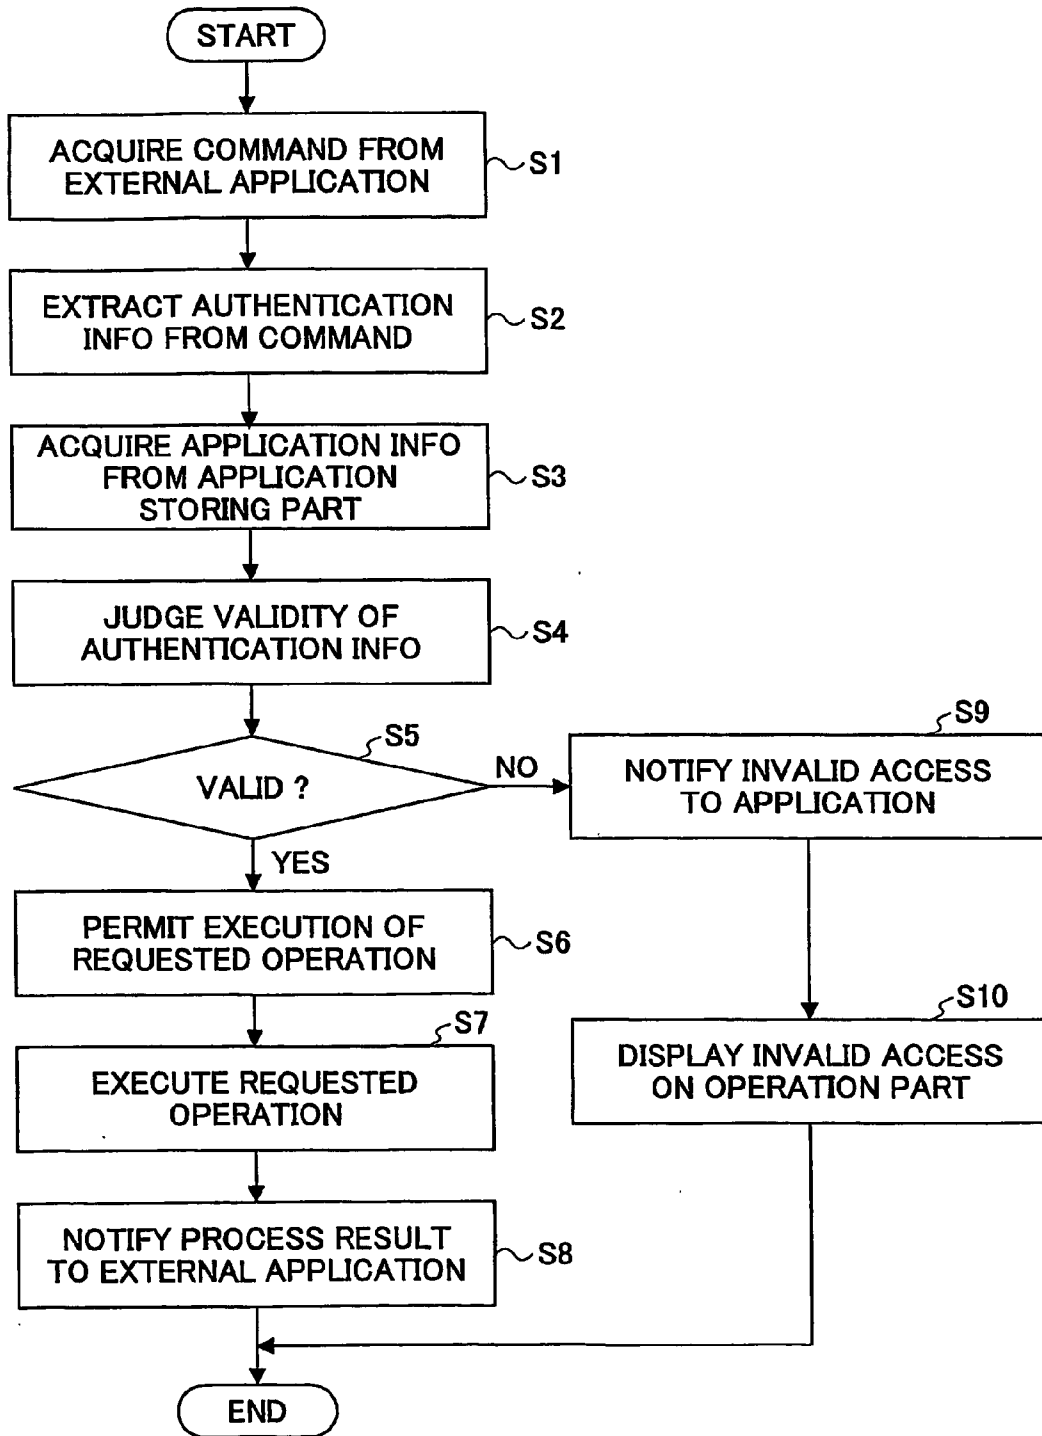 START
ACQUIRE COMMAND FROM
EXTERNAL APPLICATION
S1
EXTRACT AUTHENTICATION
INFO FROM COMMAND
S2
ACQUIRE APPLICATION INFO
FROM APPLICATION
STORING PART
S3
JUDGE VALIDITY OF
AUTHENTICATION INFO
S4
S5
VALID ?
NO
YES
S9
NOTIFY INVALID ACCESS
TO APPLICATION
PERMIT EXECUTION OF
REQUESTED OPERATION
S6
S10
DISPLAY INVALID ACCESS
ON OPERATION PART
S7
EXECUTE REQUESTED
OPERATION
NOTIFY PROCESS RESULT
TO EXTERNAL APPLICATION
S8
END